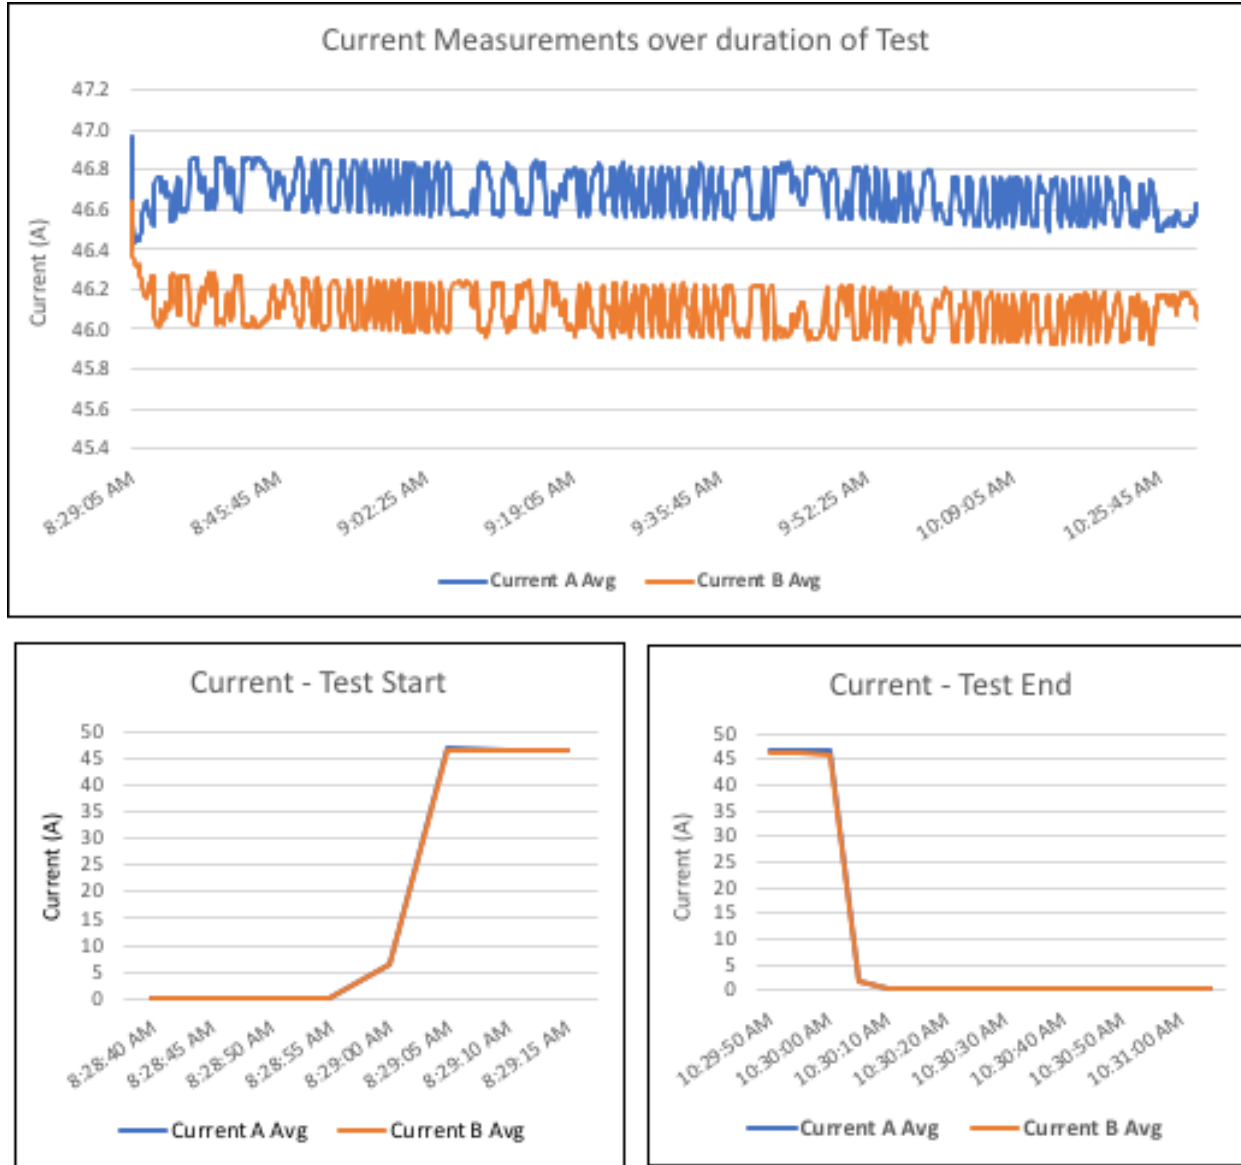 Current Measurements over duration of Test
47.2
47.0
46.8
46.6
46.4
46.2
46.0
45.8
45.6
45.4
Current (A)
8:29:05 AM
8:45:45 AM
9:02:25 AM
9:19:05 AM
9:35:45 AM
9:52:25 AM
10:09:05 AM
10:25:45 AM
Current A Avg Current B Avg
Current - Test Start
50
45
40
35
30
25
20
15
10
5
0
Current (A)
8:28:40 AM
8:28:45 AM
8:28:50 AM
8:28:55 AM
8:29:00 AM
8:29:05 AM
8:29:10 AM
8:29:15 AM
Current A Avg Current B Avg
Current - Test End
50
45
40
35
30
25
20
15
10
5
0
Current (A)
10:29:50 AM
10:30:00 AM
10:30:10 AM
10:30:20 AM
10:30:30 AM
10:30:40 AM
10:30:50 AM
10:31:00 AM
Current A Avg Current B Avg